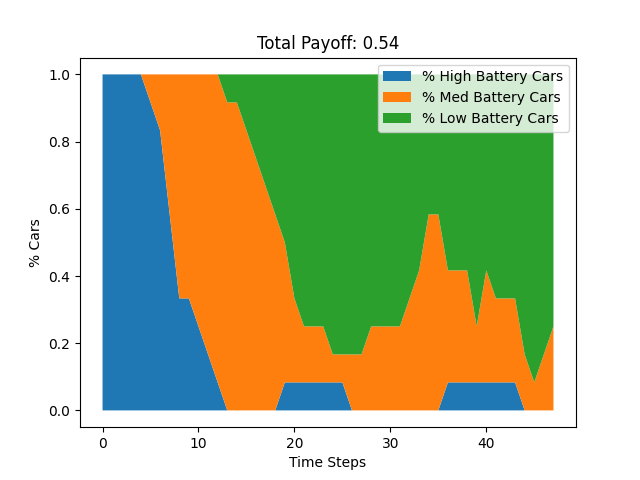 Total Payoff: 0.54
% High Battery Cars
% Med Battery Cars
% Low Battery Cars
1.0
0.8
0.6
0.4
0.2
0.0
% Cars
0 10 20 30 40
Time Steps